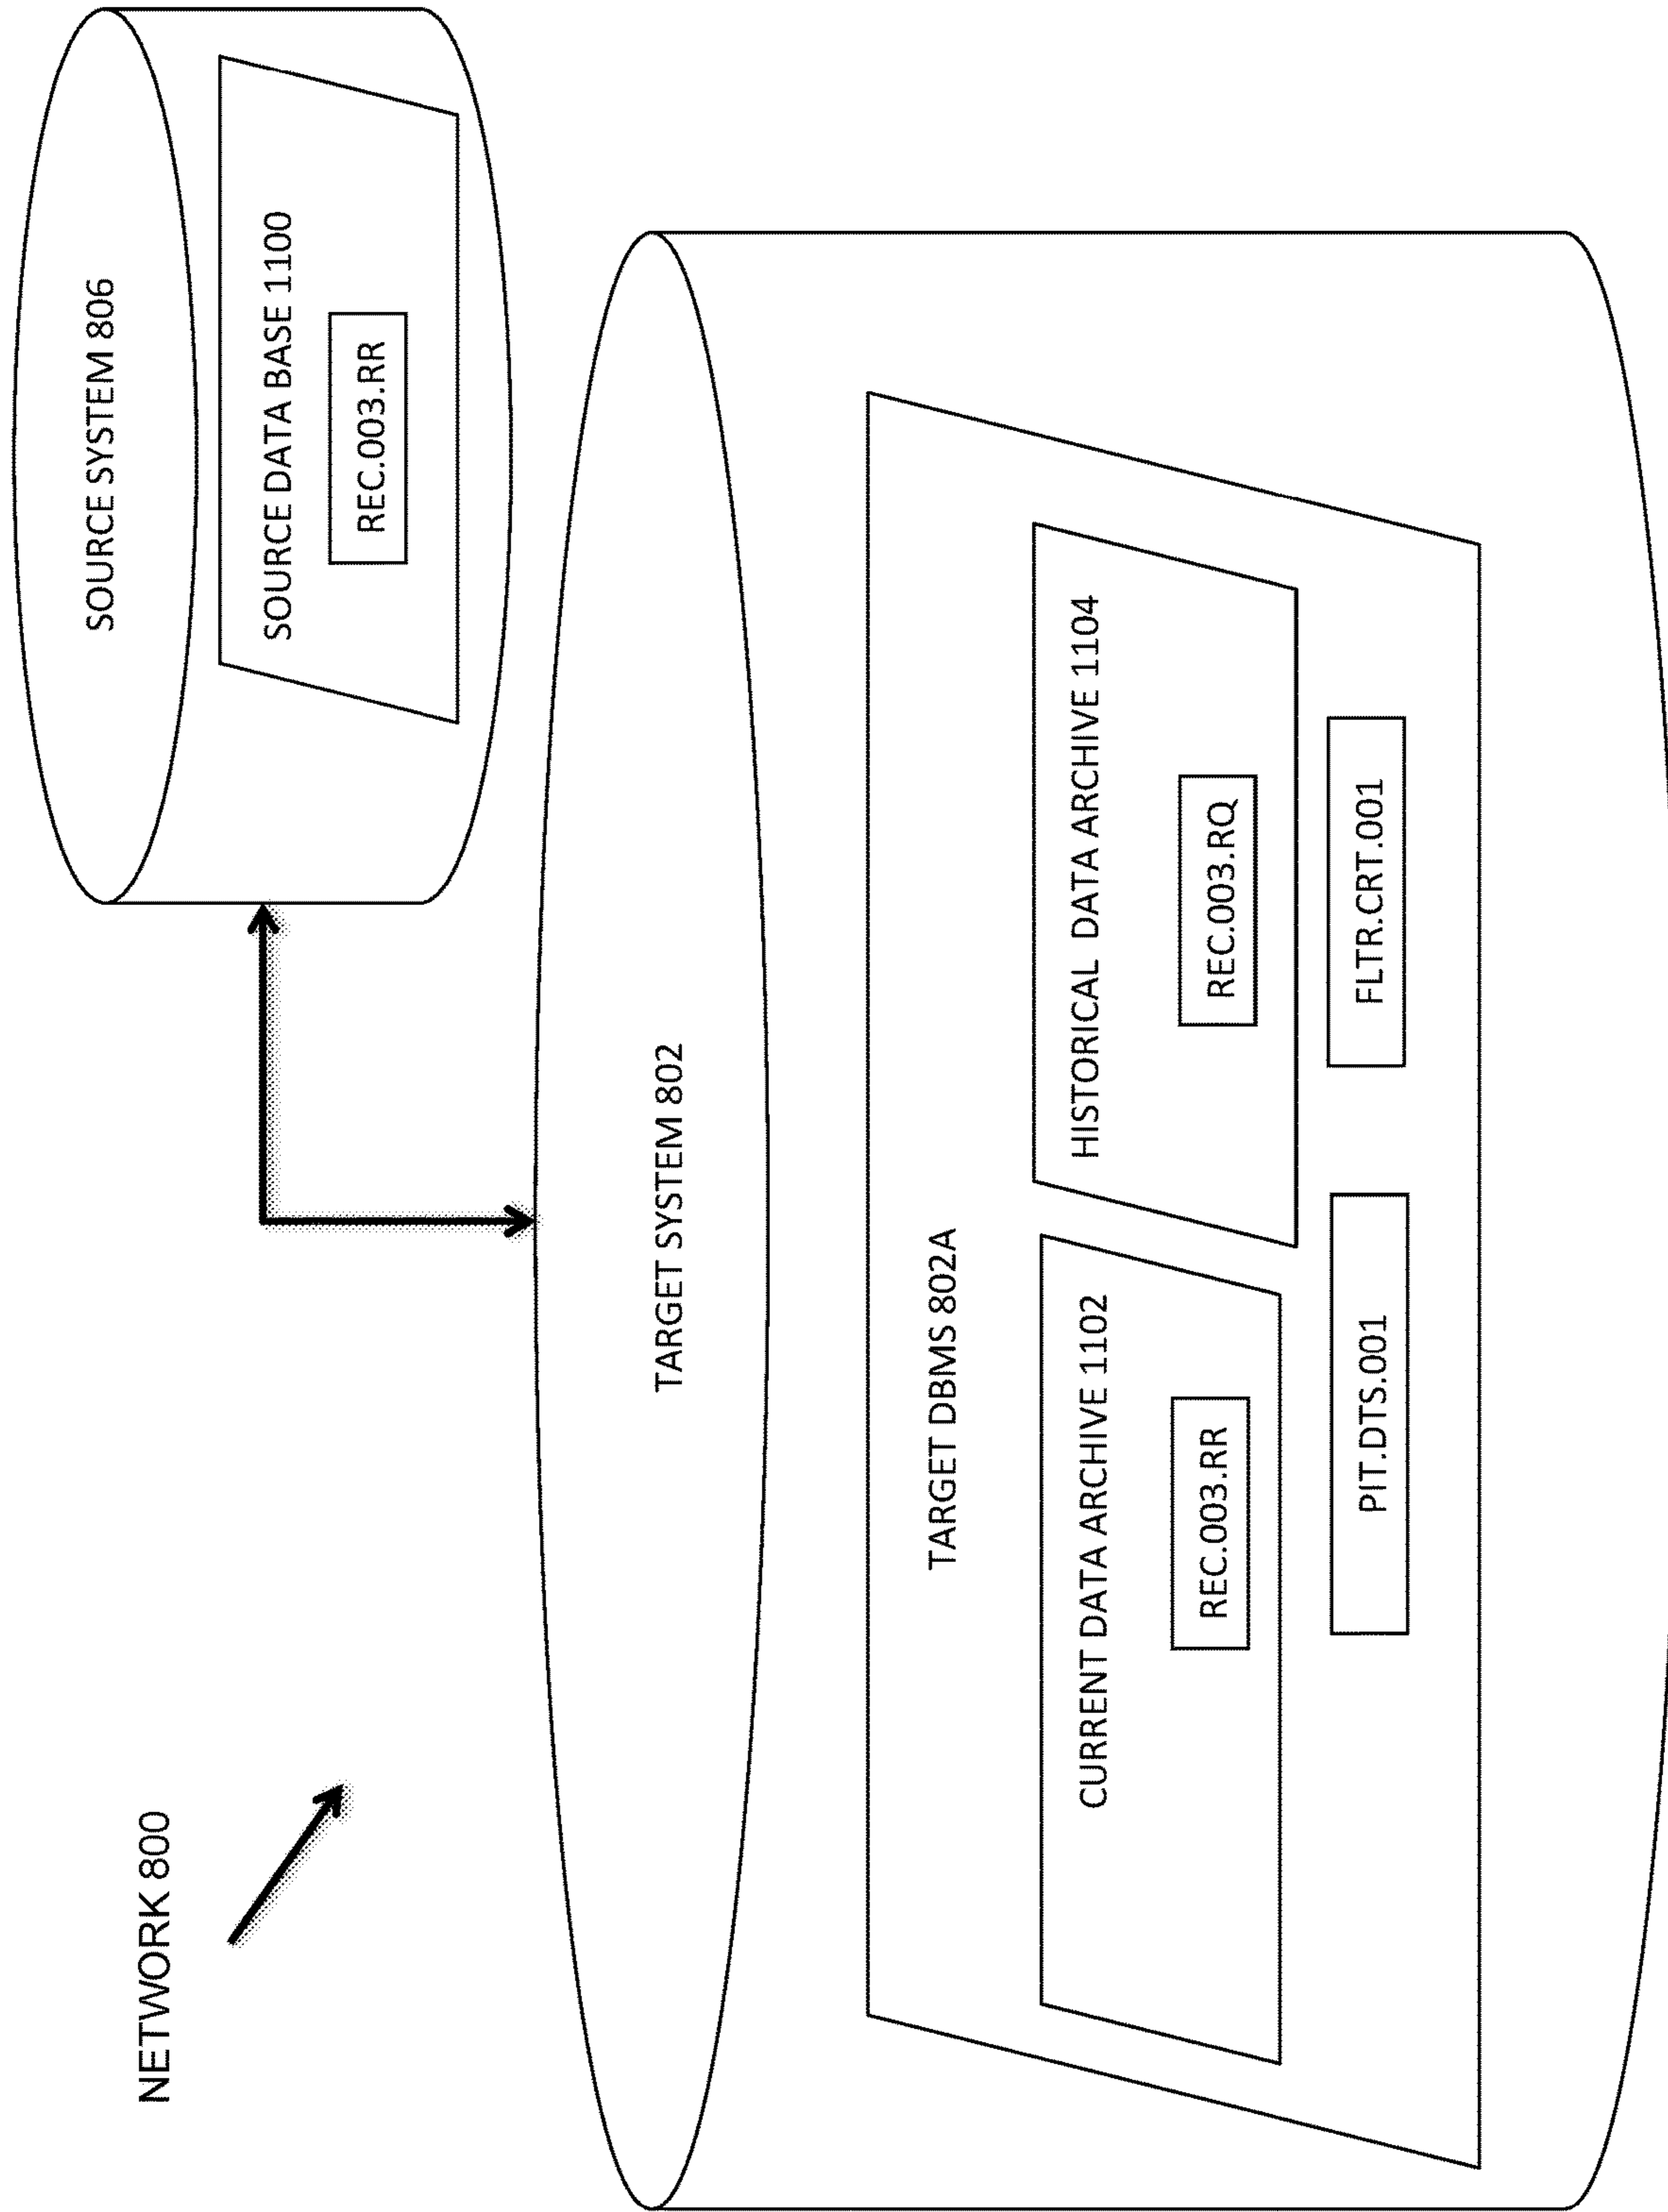 NETWORK 800
SOURCE SYSTEM 806
SOURCE DATA BASE 1100
REC.003.RR
TARGET SYSTEM 802
TARGET DBMS 802A
CURRENT DATA ARCHIVE 1102
REC.003.RR
HISTORICAL DATA ARCHIVE 1104
REC.003.RQ
PIT.DTS.001
FLTR.CRT.001